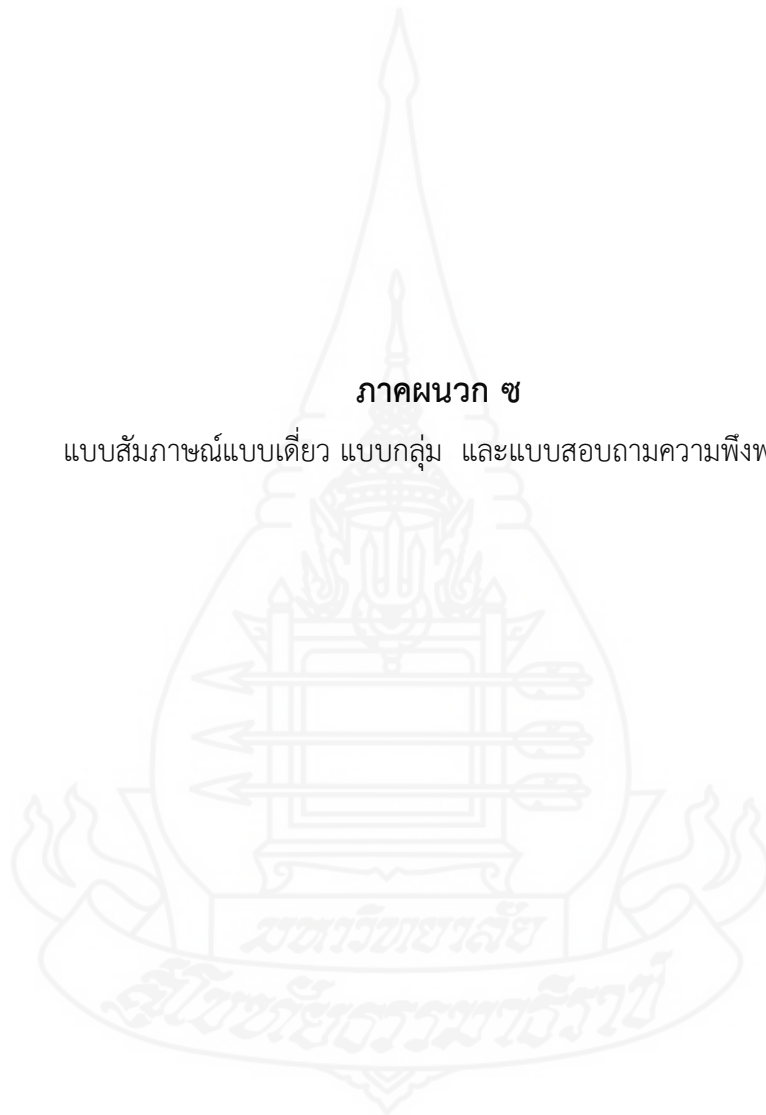 ภาคผนวก ซ
แบบสัมภาษณ์แบบเดี่ยว แบบกลุ่ม และแบบสอบถามความพึงพ
มหาวิทยาลัย
สุโขทัยธรรมาธิราช